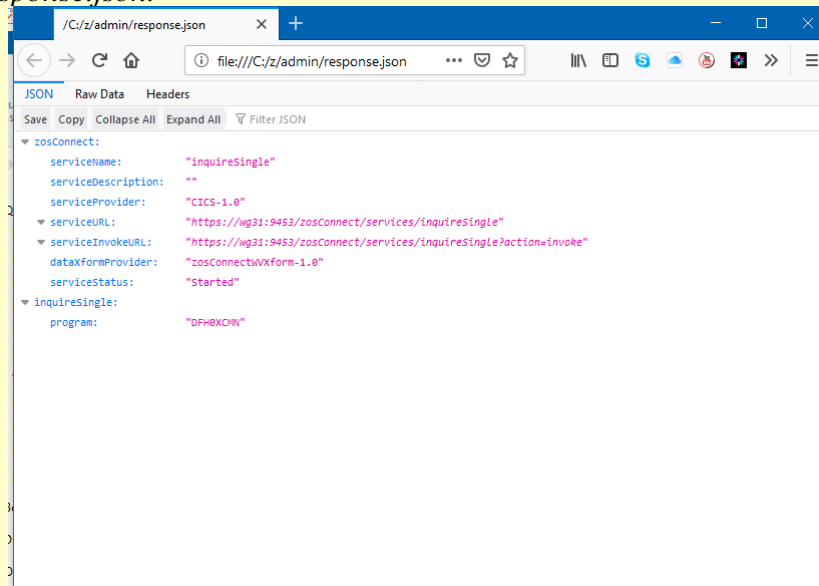 /C:/z/admin/response.json
file:///C:/z/admin/response.json
JSON Raw Data Headers
Save Copy Collapse All Expand All Filter JSON
zosConnect:
serviceName: "inquireSingle"
serviceDescription: ""
serviceProvider: "CICS-1.0"
serviceURL: "https://wg31:9453/zosConnect/services/inquireSingle"
serviceInvokeURL: "https://wg31:9453/zosConnect/services/inquireSingle?action=invoke"
dataXformProvider: "zosConnectWVXform-1.0"
serviceStatus: "Started"
inquireSingle:
program: "DFH0XCMN"